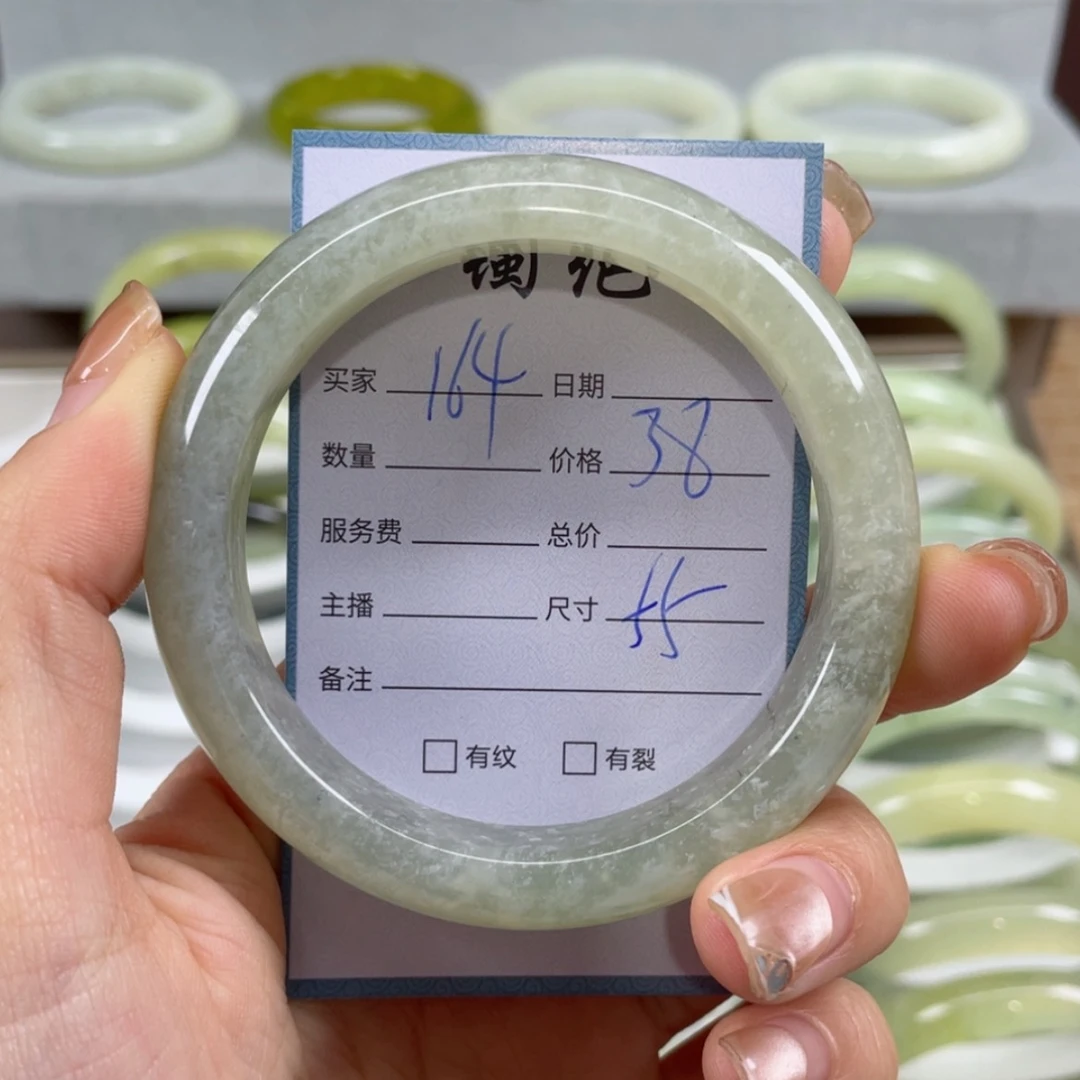 买家 164 日期
数量 价格 38
服务费 总价
主播 尺寸 55
备注
有纹 有裂